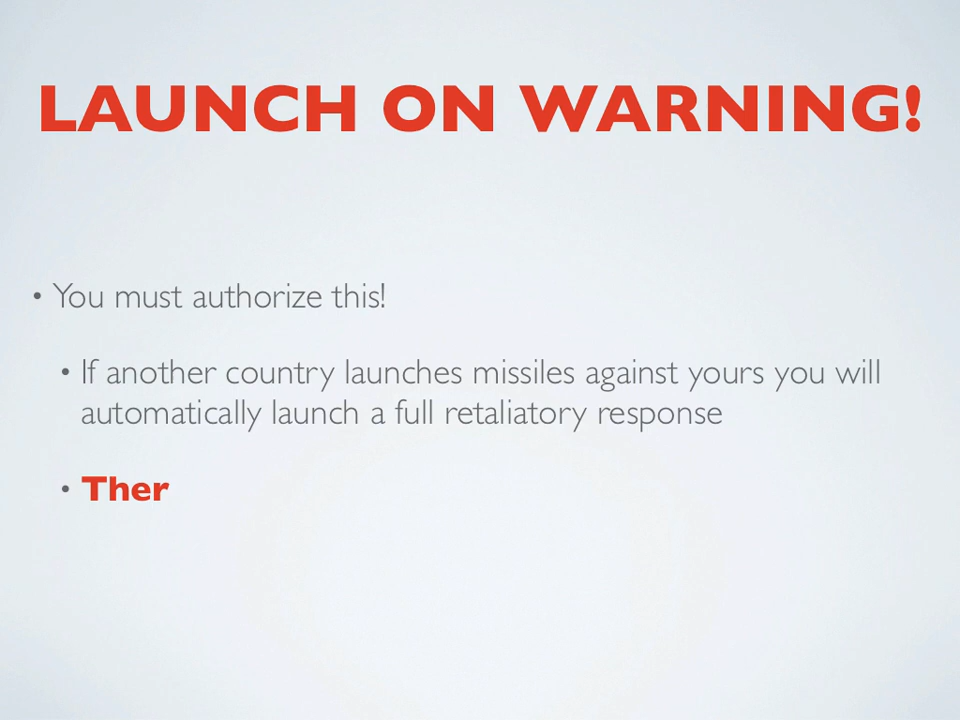 LAUNCH ON WARNING!
• You must authorize this!
• If another country launches missiles against yours you will
automatically launch a full retaliatory response
• Ther